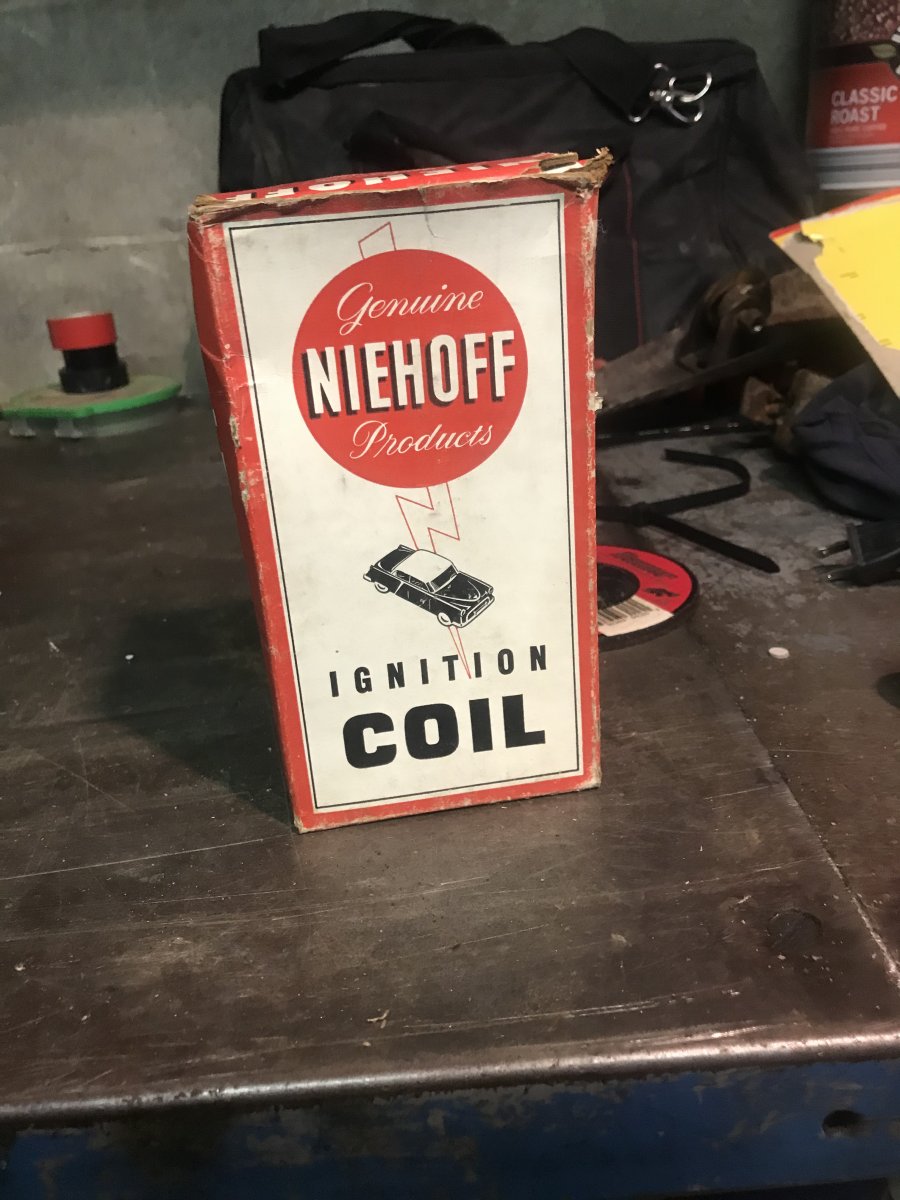 NIEHOFF
Genuine
NIEHOFF
Products
IGNITION
COIL
CLASSIC
ROAST